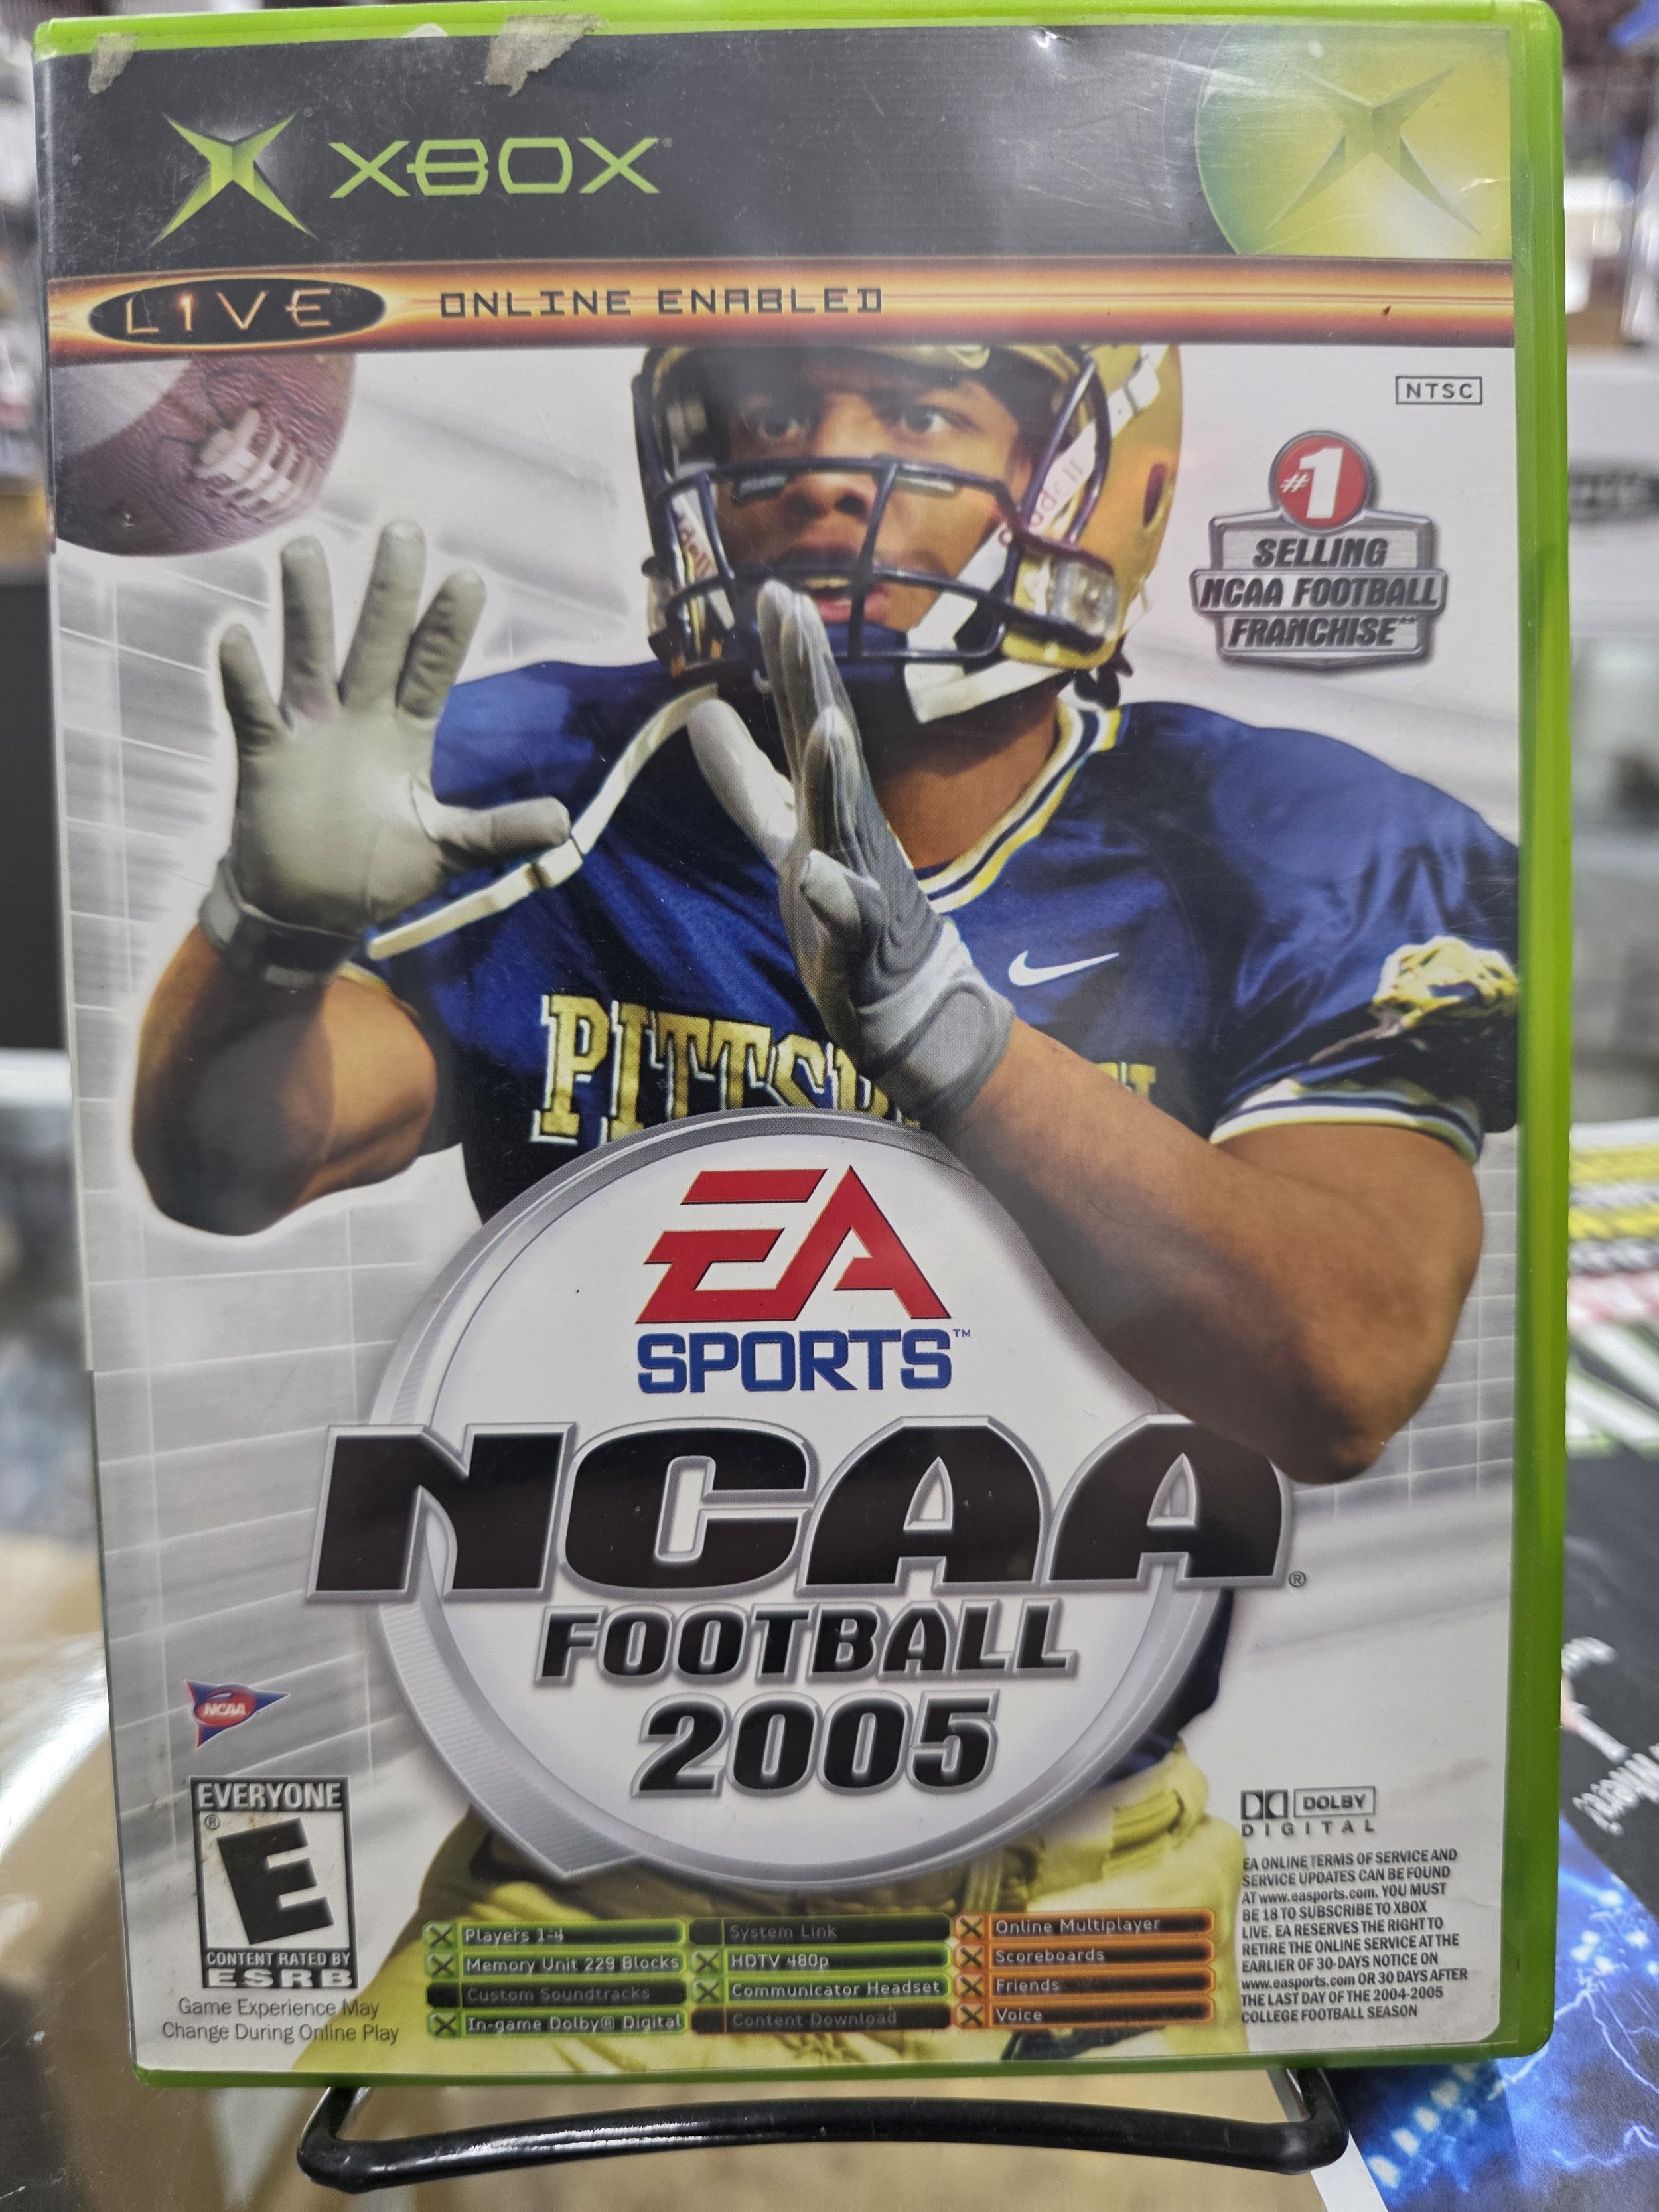 XBOX®
LIVE
ONLINE ENABLED
NTSC
#1
SELLING
NCAA FOOTBALL
FRANCHISE**
riddell
PITTSBURGH
EA
SPORTS™
NCAA®
FOOTBALL
2005
NCAA
EVERYONE
®
E
CONTENT RATED BY
ESRB
Game Experience May
Change During Online Play
Players 1-4
Memory Unit 229 Blocks
Custom Soundtracks
In-game Dolby® Digital
System Link
HDTV 480p
Communicator Headset
Content Download
Online Multiplayer
Scoreboards
Friends
Voice
DOLBY
DIGITAL
EA ONLINE TERMS OF SERVICE AND
SERVICE UPDATES CAN BE FOUND
AT www.easports.com. YOU MUST
BE 18 TO SUBSCRIBE TO XBOX
LIVE. EA RESERVES THE RIGHT TO
RETIRE THE ONLINE SERVICE AT THE
EARLIER OF 30-DAYS NOTICE ON
www.easports.com OR 30 DAYS AFTER
THE LAST DAY OF THE 2004-2005
COLLEGE FOOTBALL SEASON